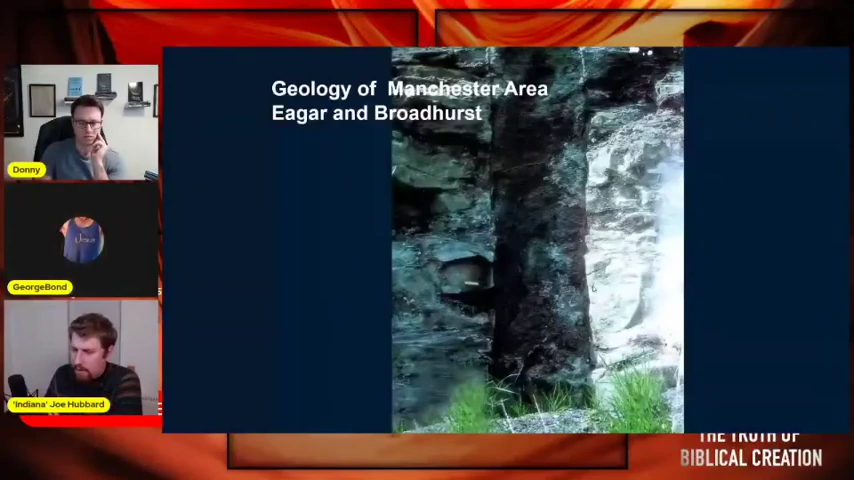 Geology of Manchester Area
Eagar and Broadhurst
Donny
GeorgeBond
'Indiana' Joe Hubbard
THE TRUTH OF
BIBLICAL CREATION